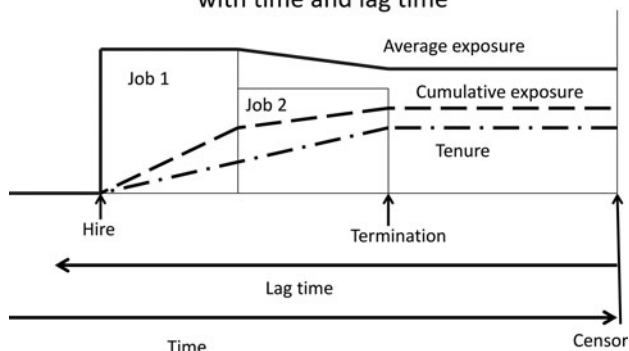 with time and lag time
Average exposure
Job 1
Cumulative exposure
Job 2
Tenure
Hire
Termination
Lag time
Censor
Time